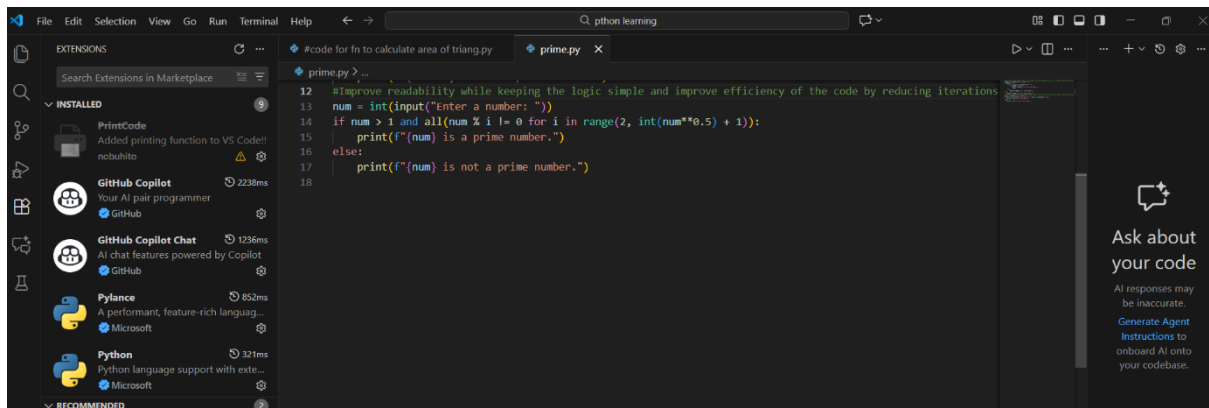 File Edit Selection View Go Run Terminal Help
pthon learning
EXTENSIONS
Search Extensions in Marketplace
INSTALLED 9
PrintCode
Added printing function to VS Code!!
nobuhito
GitHub Copilot 2238ms
Your AI pair programmer
GitHub
GitHub Copilot Chat 1236ms
AI chat features powered by Copilot
GitHub
Pylance 852ms
A performant, feature-rich languag...
Microsoft
Python 321ms
Python language support with exte...
Microsoft
RECOMMENDED 2
#code for fn to calculate area of triang.py
prime.py
prime.py > ...
12 #Improve readability while keeping the logic simple and improve efficiency of the code by reducing iterations
13 num = int(input("Enter a number: "))
14 if num > 1 and all(num % i != 0 for i in range(2, int(num**0.5) + 1)):
15 print(f"{num} is a prime number.")
16 else:
17 print(f"{num} is not a prime number.")
18
Ask about
your code
AI responses may
be inaccurate.
Generate Agent
Instructions to
onboard AI onto
your codebase.